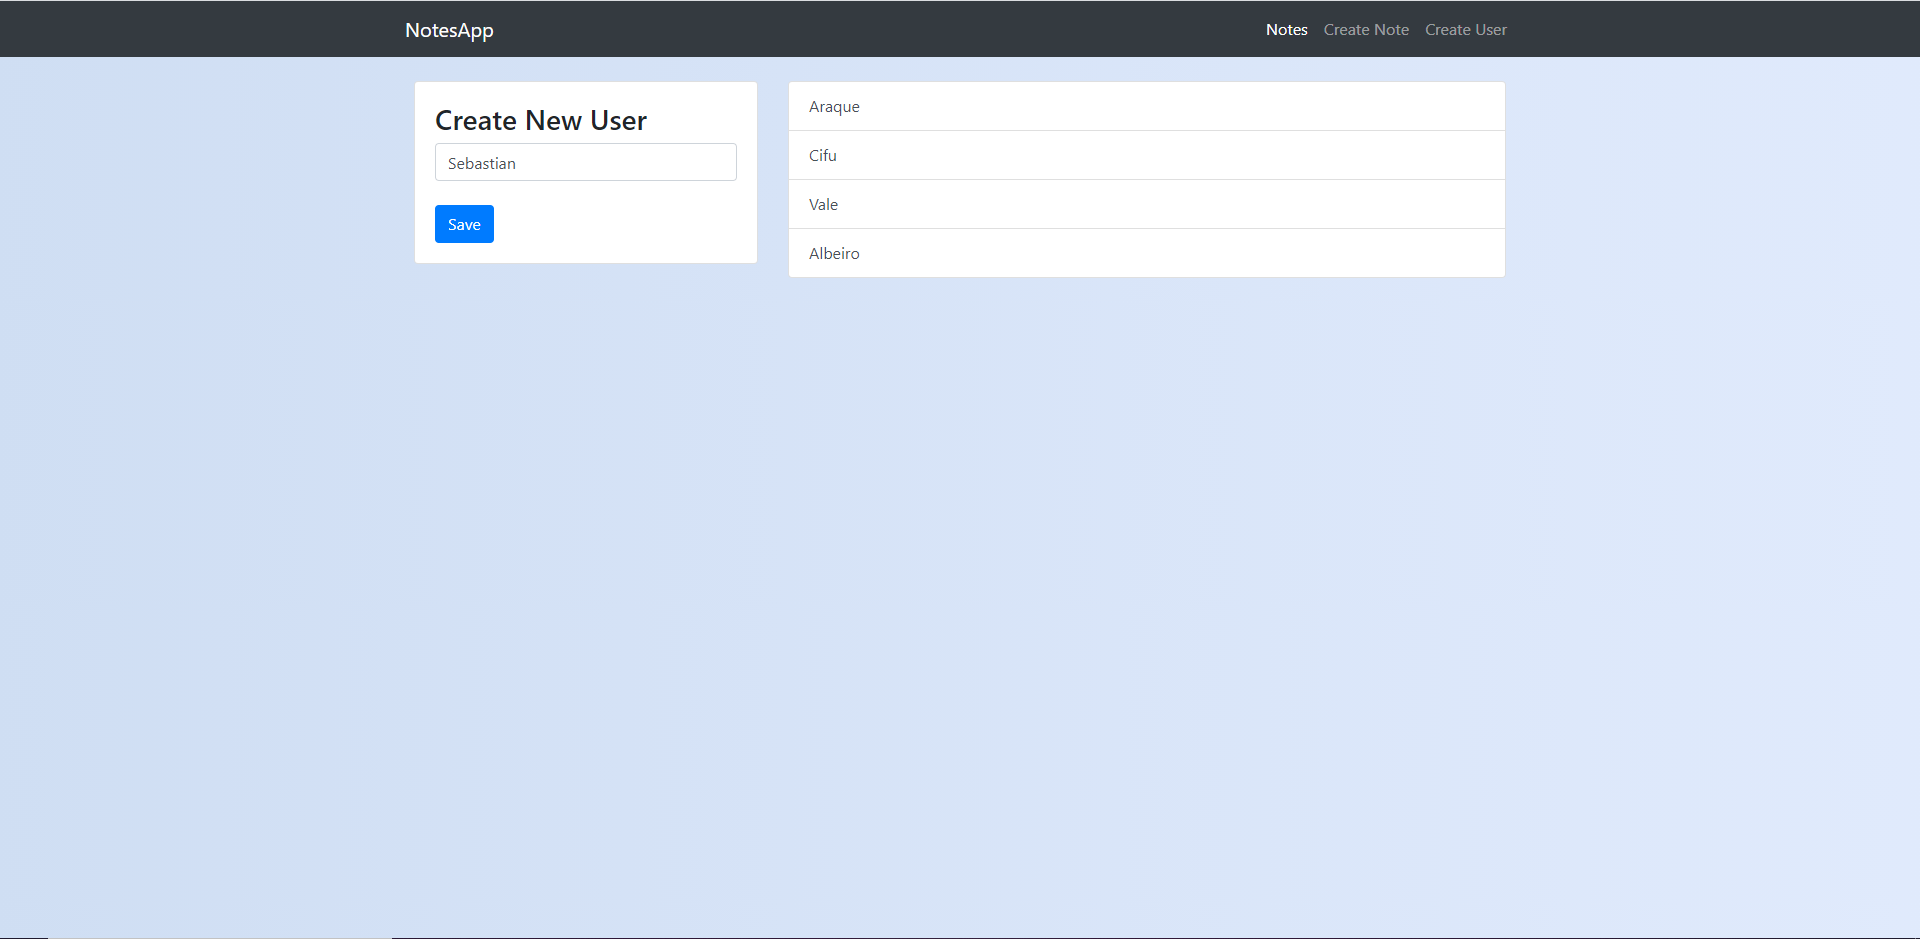 NotesApp
Notes Create Note Create User
Create New User
Sebastian
Save
Araque
Cifu
Vale
Albeiro